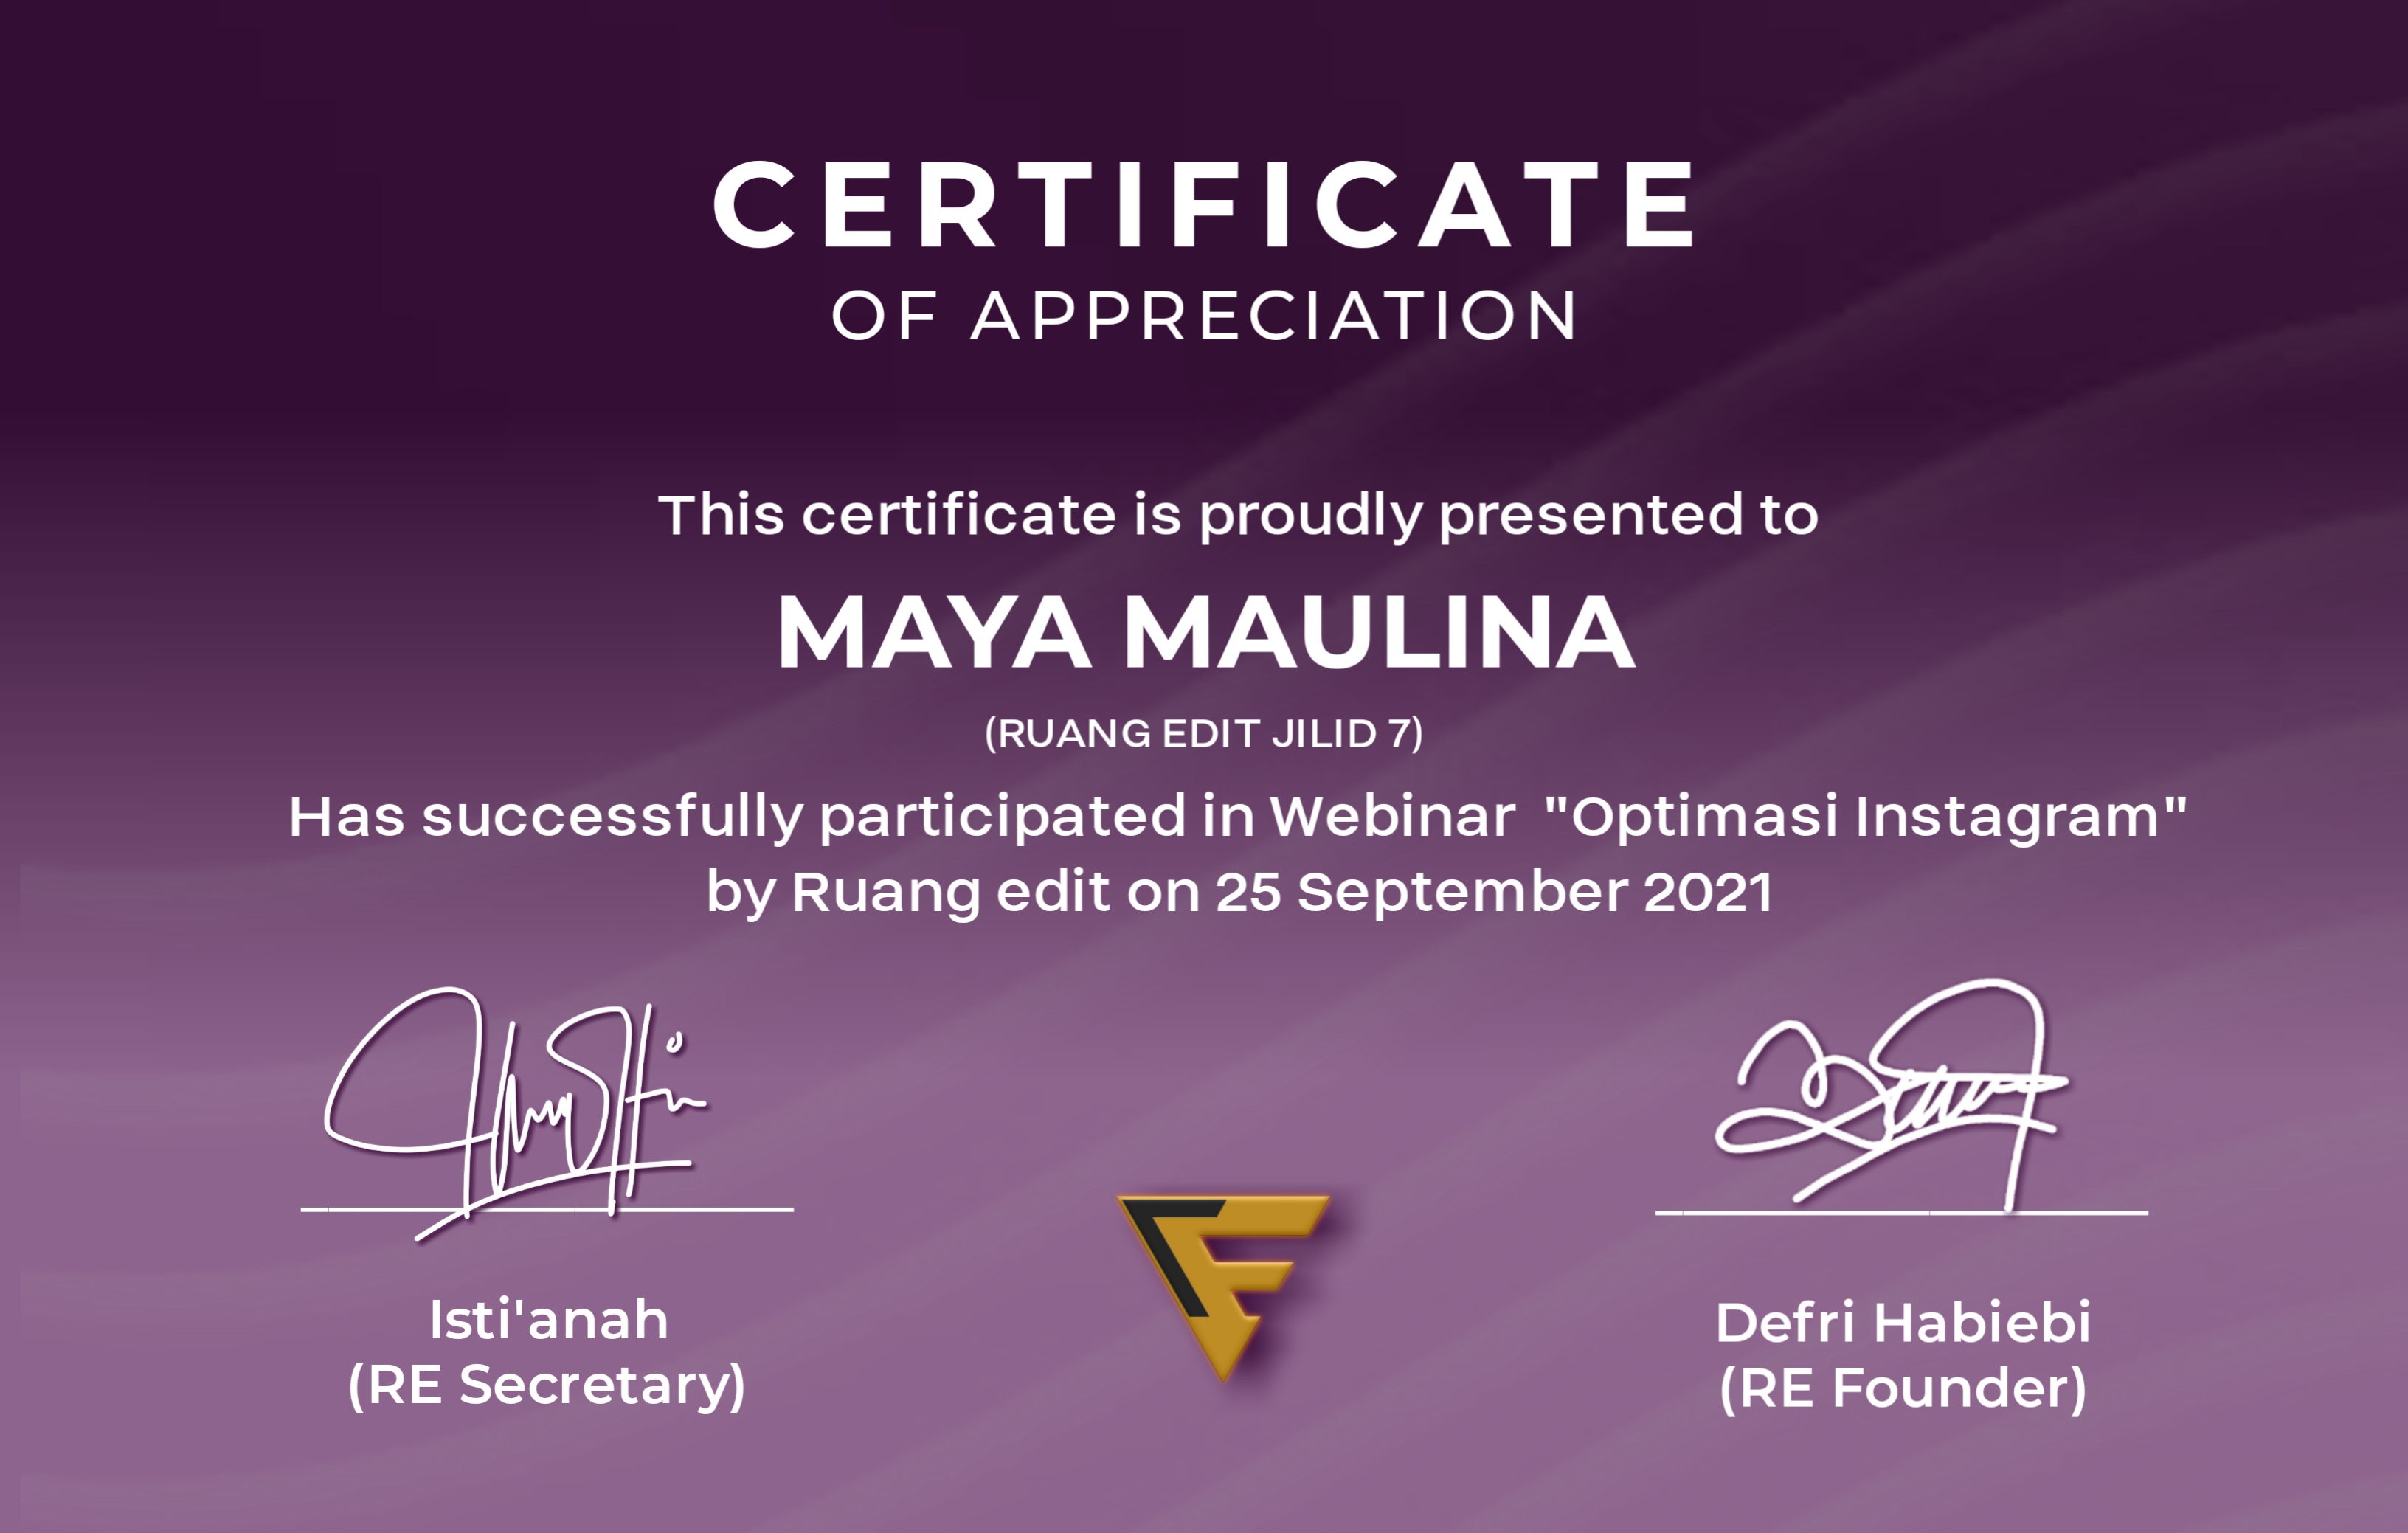 CERTIFICATE
OF APPRECIATION
This certificate is proudly presented to
MAYA MAULINA
(RUANG EDIT JILID 7)
Has successfully participated in Webinar "Optimasi Instagram"
by Ruang edit on 25 September 2021
Isti'anah
(RE Secretary)
Defri Habiebi
(RE Founder)